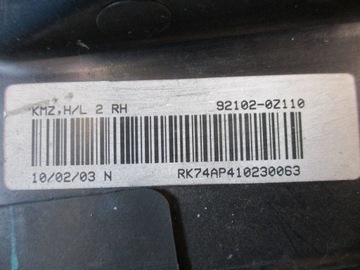 KMZ,H/L 2 RH 92102-0Z110
10/02/03 N RK74AP410230063